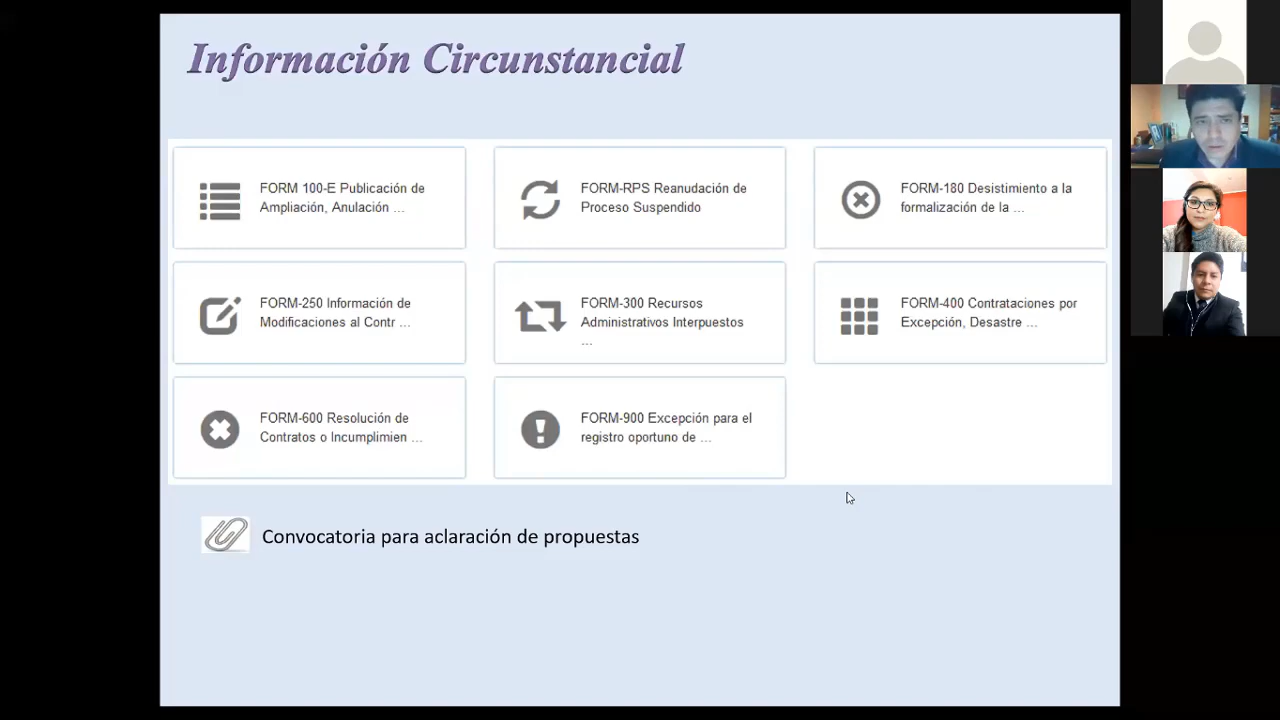 Información Circunstancial
FORM 100-E Publicación de
Ampliación, Anulación ...
FORM-RPS Reanudación de
Proceso Suspendido
FORM-180 Desistimiento a la
formalización de la ...
FORM-250 Información de
Modificaciones al Contr ...
FORM-300 Recursos
Administrativos Interpuestos
...
FORM-400 Contrataciones por
Excepción, Desastre ...
FORM-600 Resolución de
Contratos o Incumplimien ...
FORM-900 Excepción para el
registro oportuno de ...
Convocatoria para aclaración de propuestas